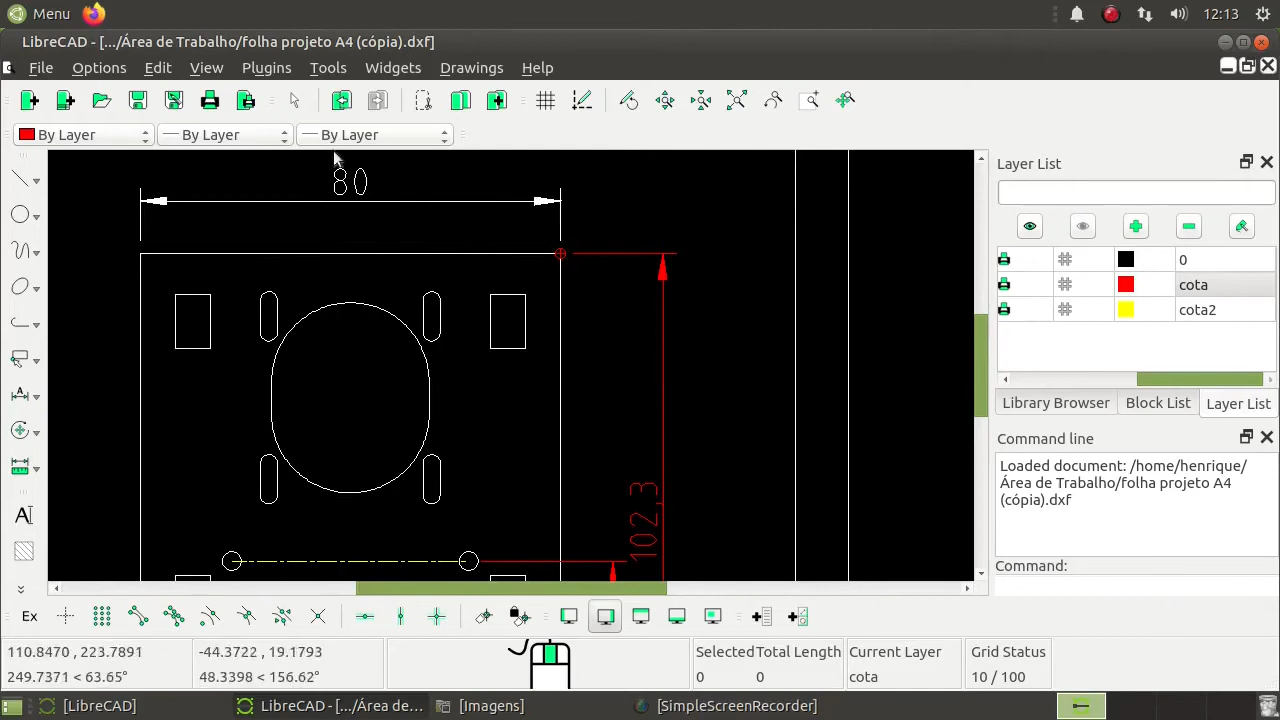 Menu
12:13
LibreCAD - [.../Área de Trabalho/folha projeto A4 (cópia).dxf]
File Options Edit View Plugins Tools Widgets Drawings Help
By Layer By Layer By Layer
80
102,3
Layer List
0
cota
cota2
Library Browser Block List Layer List
Command line
Loaded document: /home/henrique/
Área de Trabalho/folha projeto A4
(cópia).dxf
Command:
Ex
110.8470 , 223.7891
249.7371 < 63.65°
-44.3722 , 19.1793
48.3398 < 156.62°
Selected Total Length
0 0
Current Layer
cota
Grid Status
10 / 100
[LibreCAD]
LibreCAD - [.../Área de...
[Imagens]
[SimpleScreenRecorder]